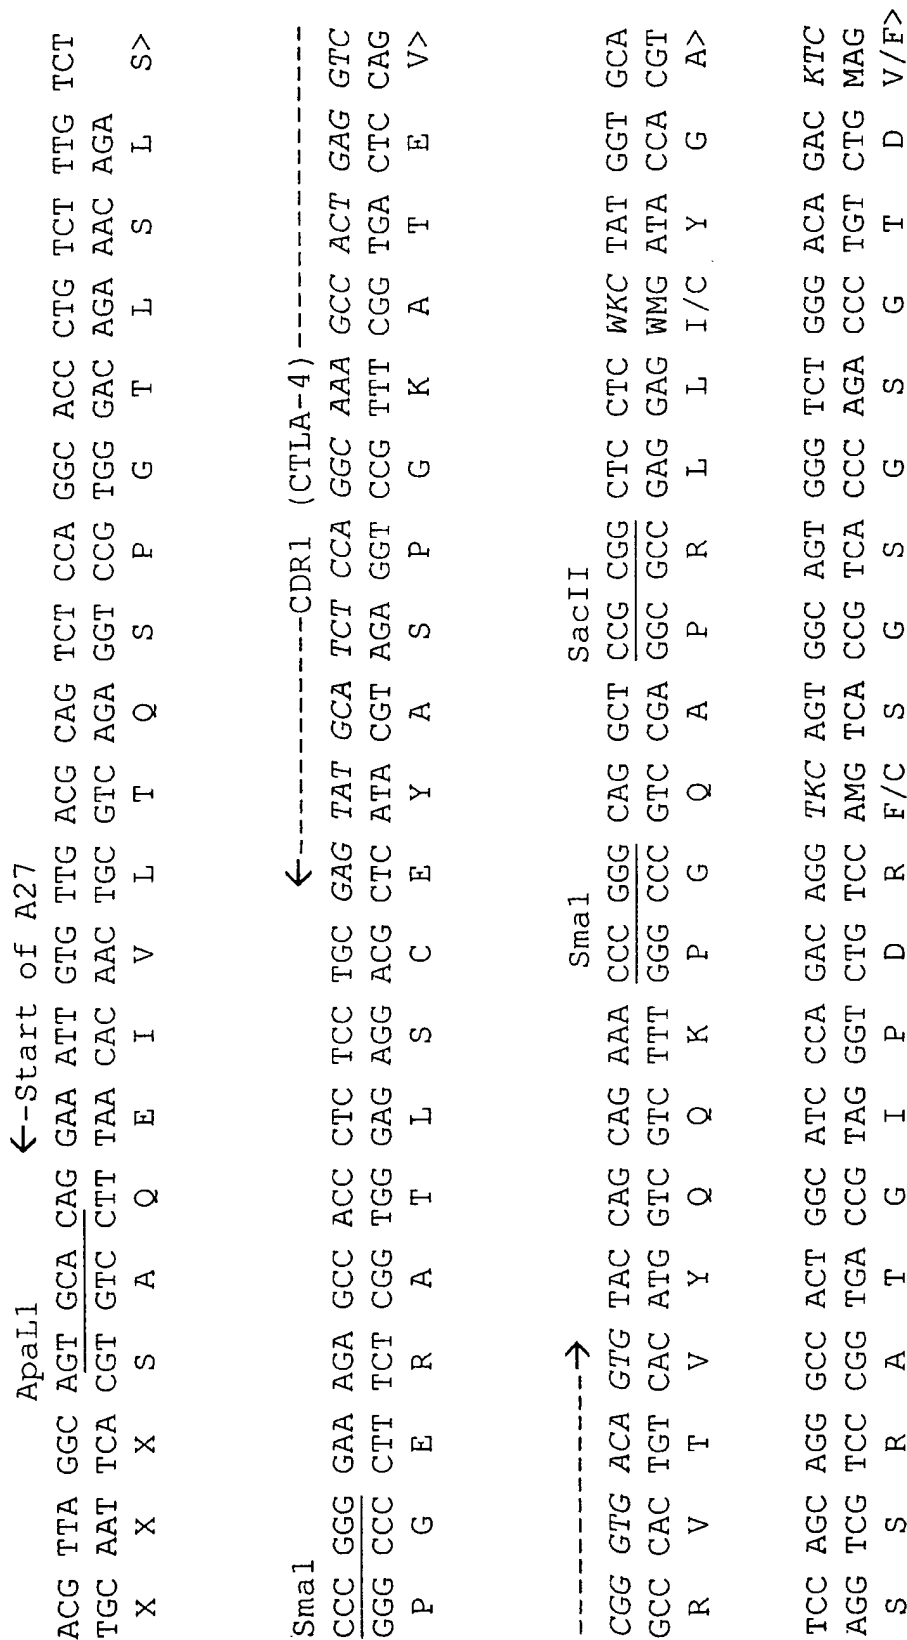 ApaL1 ←-Start of A27
ACG TTA GGC AGT GCA CAG GAA ATT GTG TTG ACG CAG TCT CCA GGC ACC CTG TCT TTG TCT
TGC AAT TCA CGT GTC CTT TAA CAC AAC TGC GTC AGA GGT CCG TGG GAC AGA AAC AGA
X X X S A Q E I V L T Q S P G T L S L S>
Sma1 ←---------CDR1 (CTLA-4)------------------
CCC GGG GAA AGA GCC ACC CTC TCC TGC GAG TAT GCA TCT CCA GGC AAA GCC ACT GAG GTC
GGG CCC CTT TCT CGG TGG GAG AGG ACG CTC ATA CGT AGA GGT CCG TTT CGG TGA CTC CAG
P G E R A T L S C E Y A S P G K A T E V>
--------------→ Sma1 SacII
CGG GTG ACA GTG TAC CAG CAG AAA CCC GGG CAG GCT CCG CGG CTC CTC WKC TAT GGT GCA
GCC CAC TGT CAC ATG GTC GTC TTT GGG CCC GTC CGA GGC GCC GAG GAG WMG ATA CCA CGT
R V T V Y Q Q K P G Q A P R L L I/C Y G A>
TCC AGC AGG GCC ACT GGC ATC CCA GAC AGG TKC AGT GGC AGT GGG TCT GGG ACA GAC KTC
AGG TCG TCC CGG TGA CCG TAG GGT CTG TCC AMG TCA CCG TCA CCC AGA CCC TGT CTG MAG
S S R A T G I P D R F/C S G S G S G T D V/F>